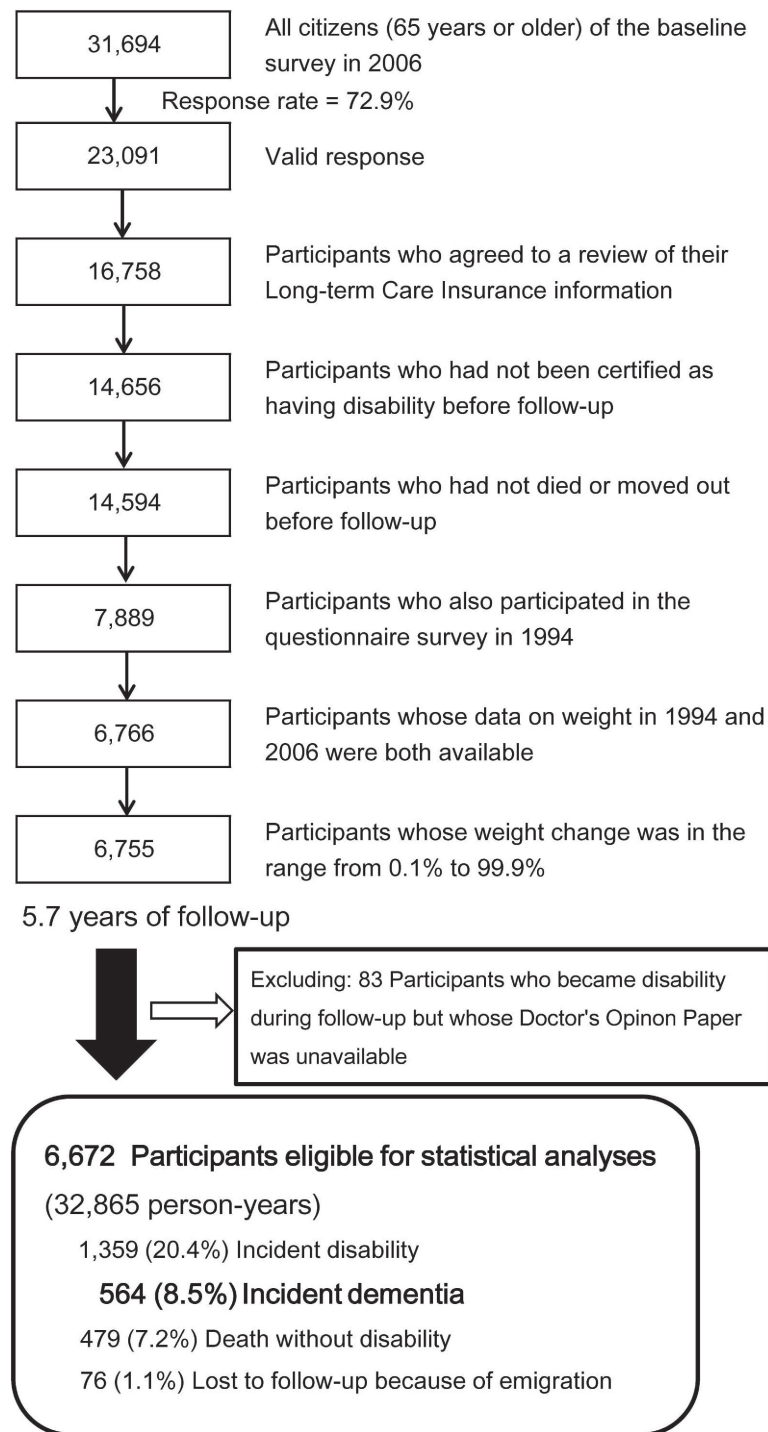 31,694
All citizens (65 years or older) of the baseline
survey in 2006
Response rate = 72.9%
23,091
Valid response
16,758
Participants who agreed to a review of their
Long-term Care Insurance information
14,656
Participants who had not been certified as
having disability before follow-up
14,594
Participants who had not died or moved out
before follow-up
7,889
Participants who also participated in the
questionnaire survey in 1994
6,766
Participants whose data on weight in 1994 and
2006 were both available
6,755
Participants whose weight change was in the
range from 0.1% to 99.9%
5.7 years of follow-up
Excluding: 83 Participants who became disability
during follow-up but whose Doctor's Opinon Paper
was unavailable
6,672 Participants eligible for statistical analyses
(32,865 person-years)
1,359 (20.4%) Incident disability
564 (8.5%) Incident dementia
479 (7.2%) Death without disability
76 (1.1%) Lost to follow-up because of emigration